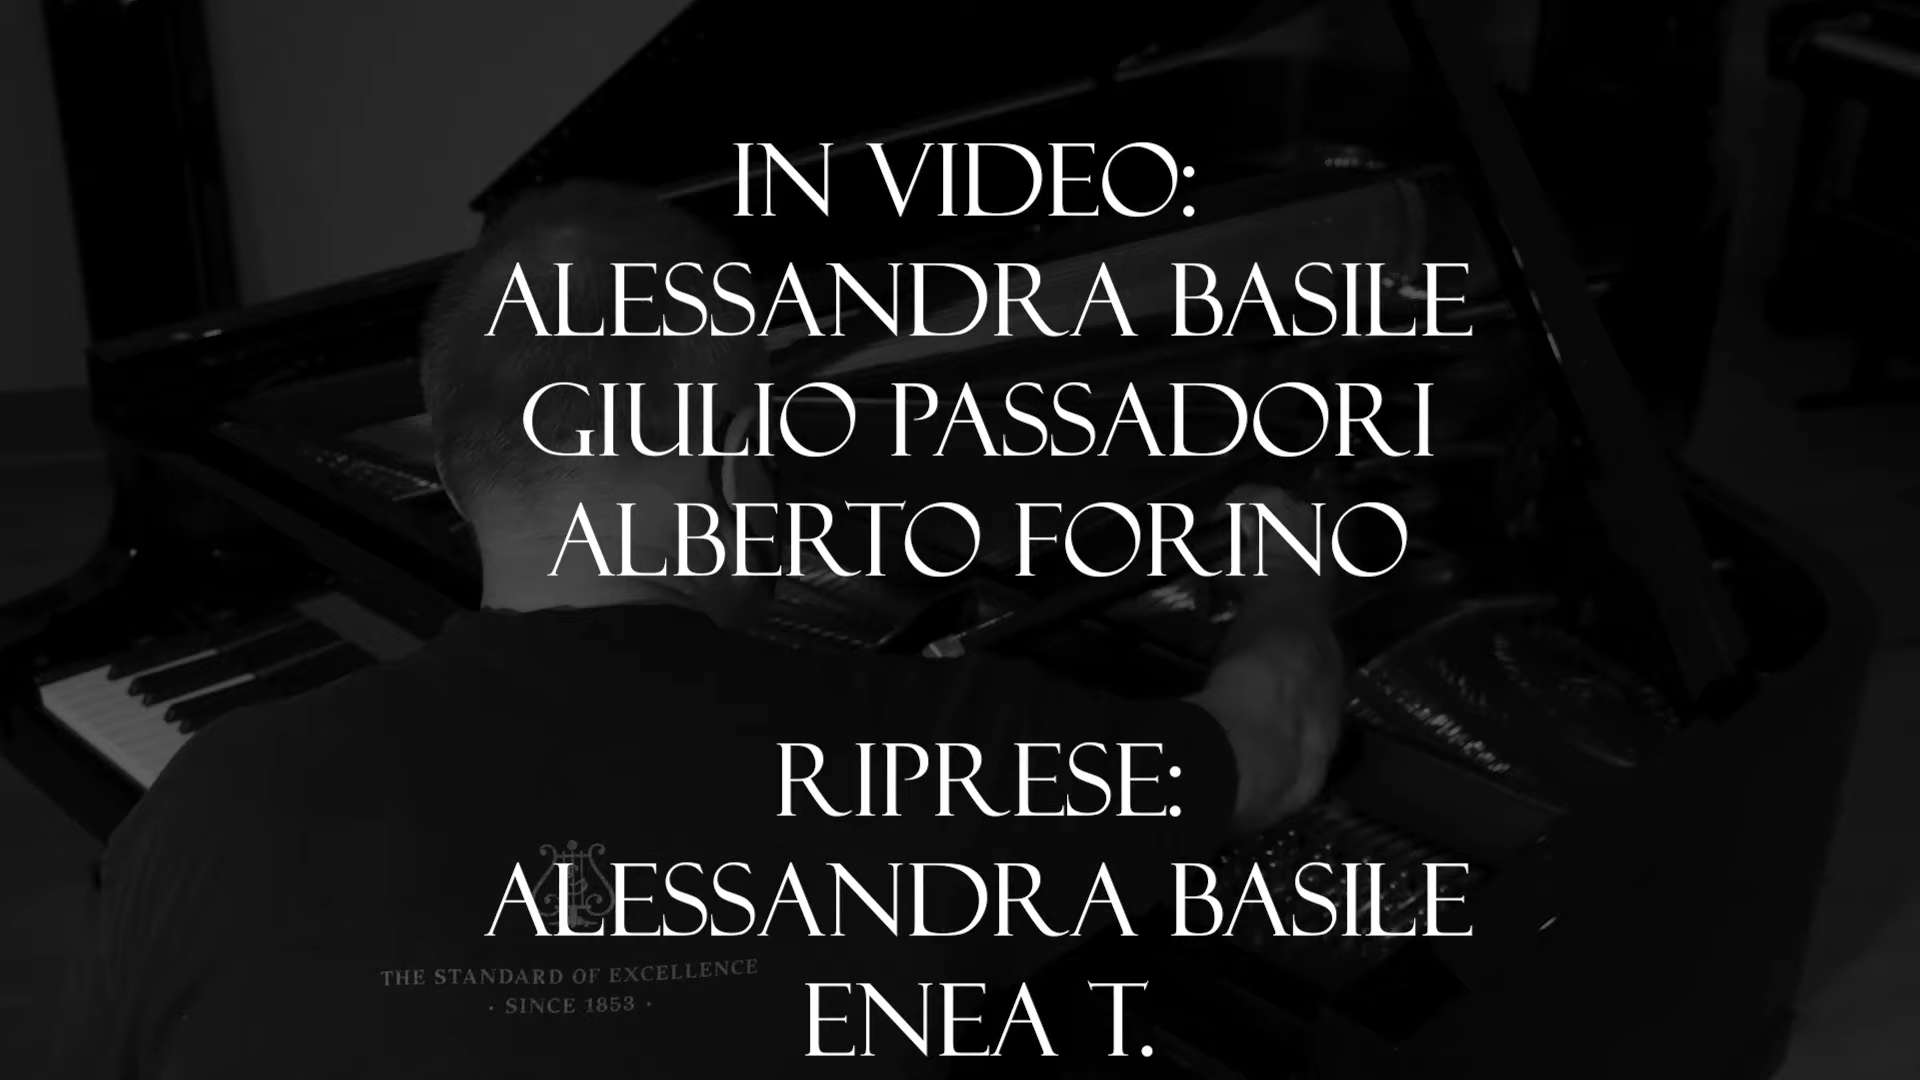 IN VIDEO:
ALESSANDRA BASILE
GIULIO PASSADORI
ALBERTO FORINO
RIPRESE:
ALESSANDRA BASILE
THE STANDARD OF EXCELLENCE
· SINCE 1853 ·
ENEA T.